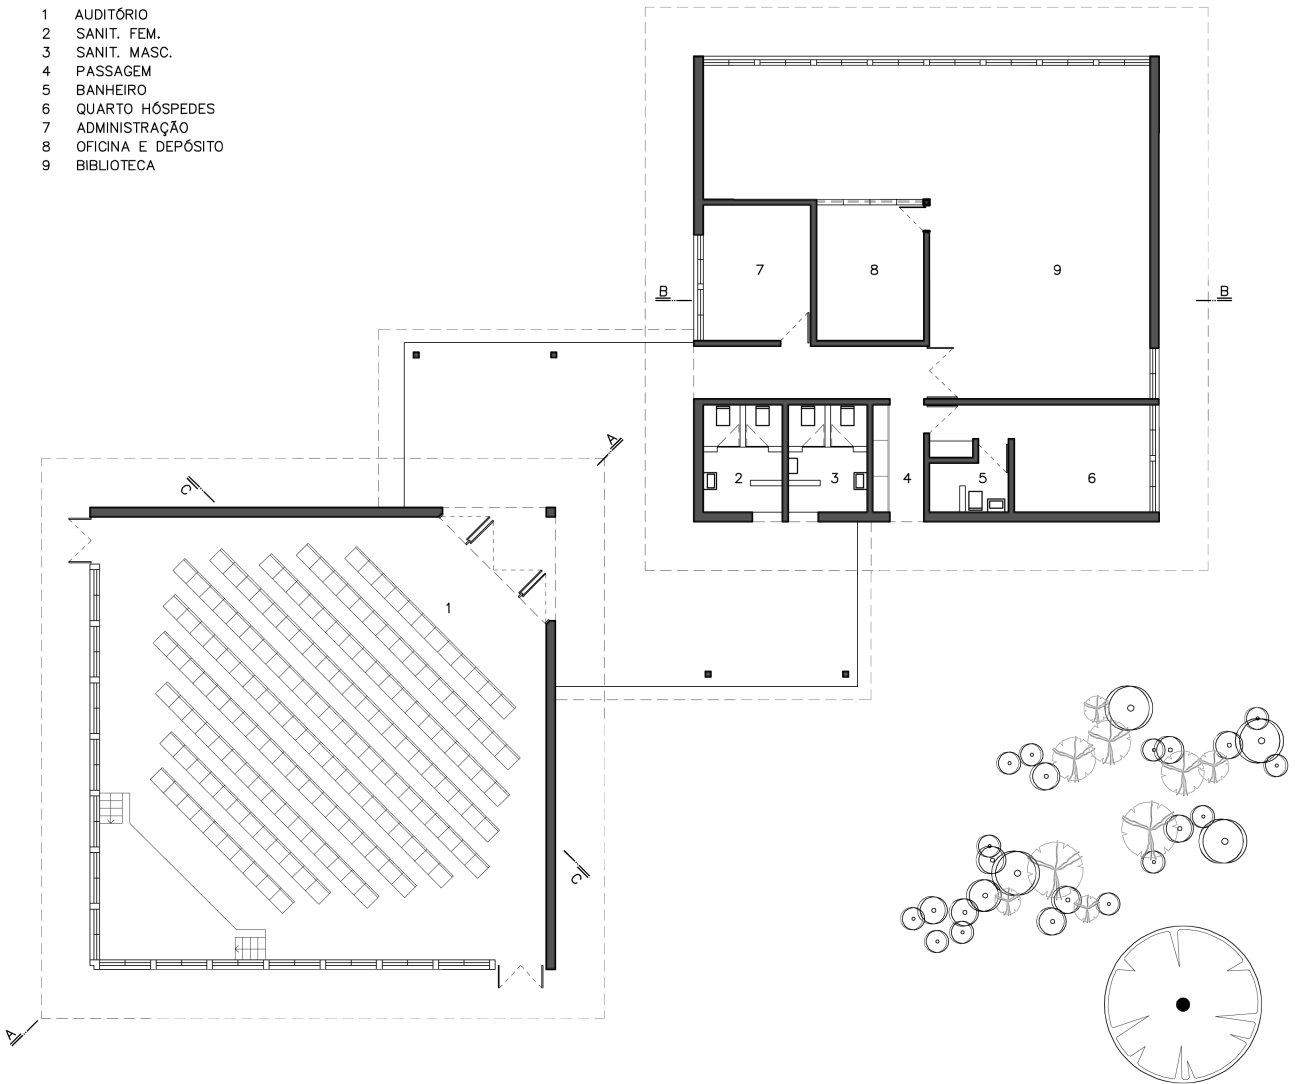 1 AUDITÓRIO
2 SANIT. FEM.
3 SANIT. MASC.
4 PASSAGEM
5 BANHEIRO
6 QUARTO HÓSPEDES
7 ADMINISTRAÇÃO
8 OFICINA E DEPÓSITO
9 BIBLIOTECA
7
8
9
B
B
A
2
3
4
5
6
C
1
C
A